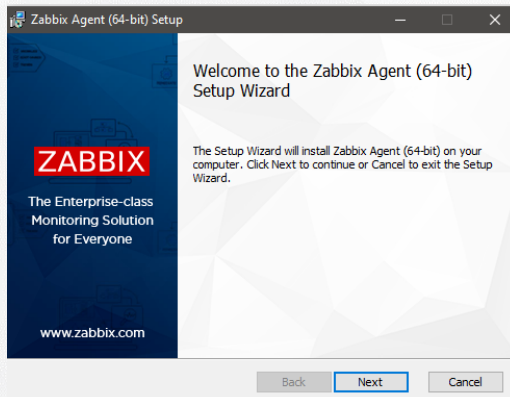 Zabbix Agent (64-bit) Setup
Welcome to the Zabbix Agent (64-bit)
Setup Wizard
The Setup Wizard will install Zabbix Agent (64-bit) on your
computer. Click Next to continue or Cancel to exit the Setup
Wizard.
ZABBIX
The Enterprise-class
Monitoring Solution
for Everyone
www.zabbix.com
Back
Next
Cancel